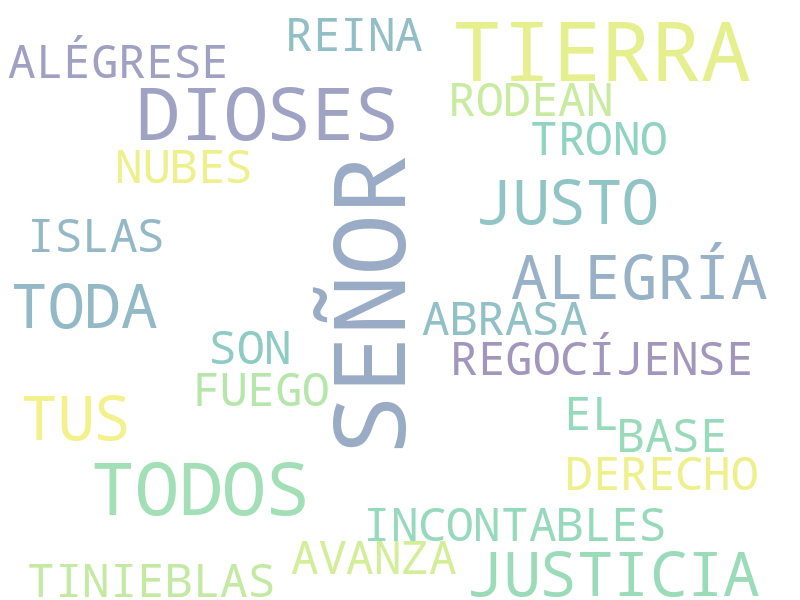 REINA
TIERRA
ALÉGRESE
DIOSES
RODEAN
TRONO
NUBES
SEÑOR
JUSTO
ISLAS
ALEGRÍA
TODA
ABRASA
SON
REGOCÍJENSE
FUEGO
TUS
EL
BASE
DERECHO
TODOS
INCONTABLES
AVANZA
JUSTICIA
TINIEBLAS